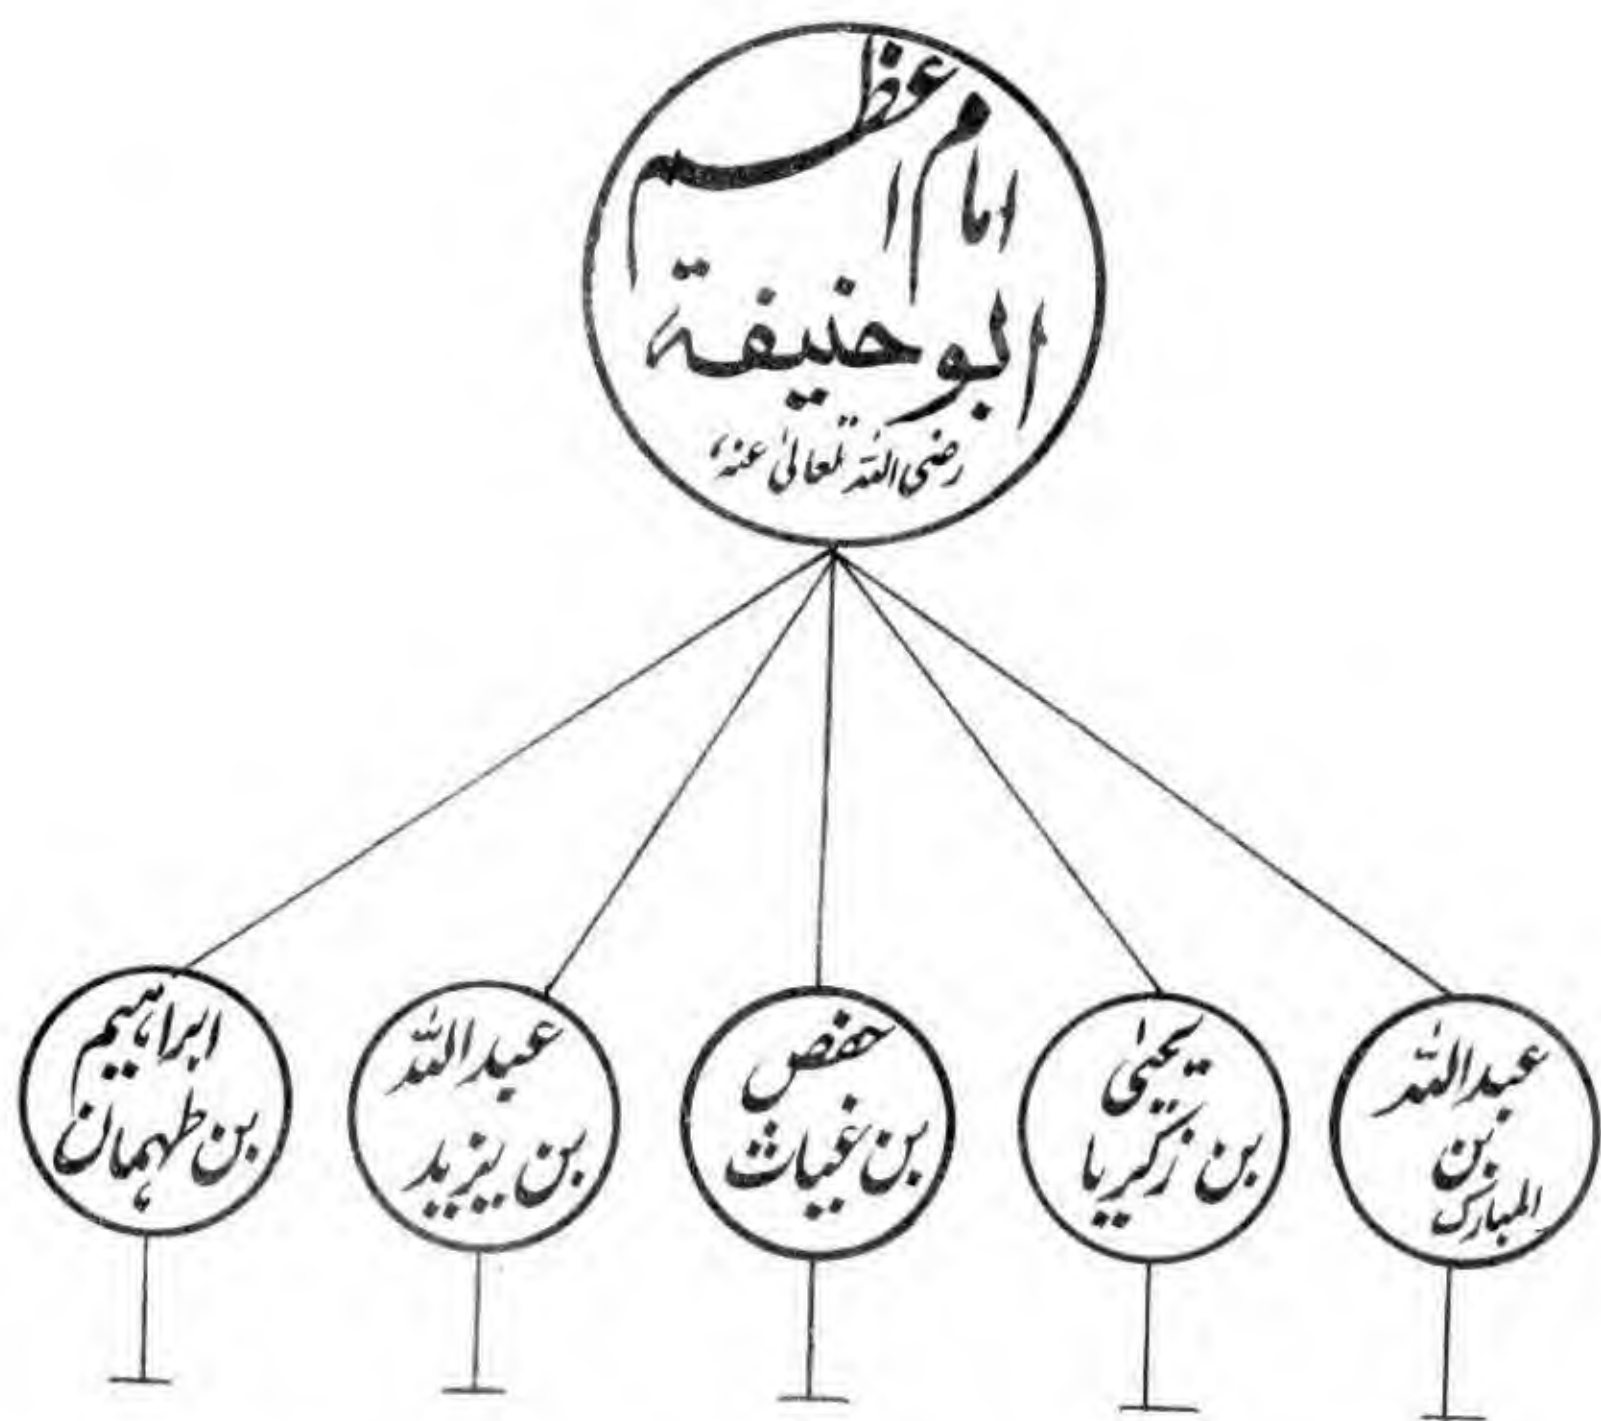 امام اعظم
ابو حنیفة
رضی اللہ تعالیٰ عنہ
عبداللہ
بن
المبارک
یحیٰی
بن زکریا
حفص
بن غیاث
عبداللہ
بن یزید
ابراہیم
بن طہمان